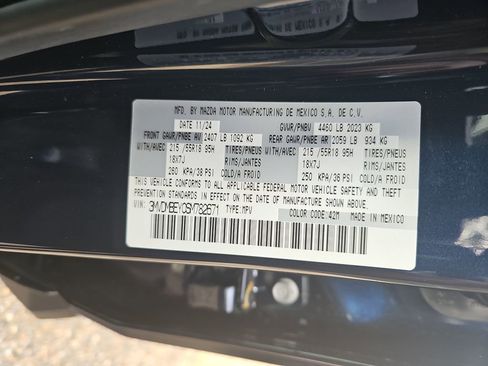 MFD. BY MAZDA MOTOR MANUFACTURING DE MEXICO S.A. DE C.V.
DATE 11/24 GVWR/PNBV 4460 LB 2023 KG
FRONT GAWR/PNBE AV 2407 LB 1092 KG REAR GAWR/PNBE AR 2059 LB 934 KG
WITH/AVEC 215/55R18 95H TIRES/PNEUS WITH/AVEC 215/55R18 95H TIRES/PNEUS
18X7J RIMS/JANTES 18X7J RIMS/JANTES
260 KPA/38 PSI COLD/A FROID 250 KPA/36 PSI COLD/A FROID
THIS VEHICLE CONFORMS TO ALL APPLICABLE FEDERAL MOTOR VEHICLE SAFETY AND THEFT
PREVENTION STANDARDS IN EFFECT ON THE DATE OF MANUFACTURE SHOWN ABOVE.
TYPE:MPV COLOR CODE:42M MADE IN MEXICO